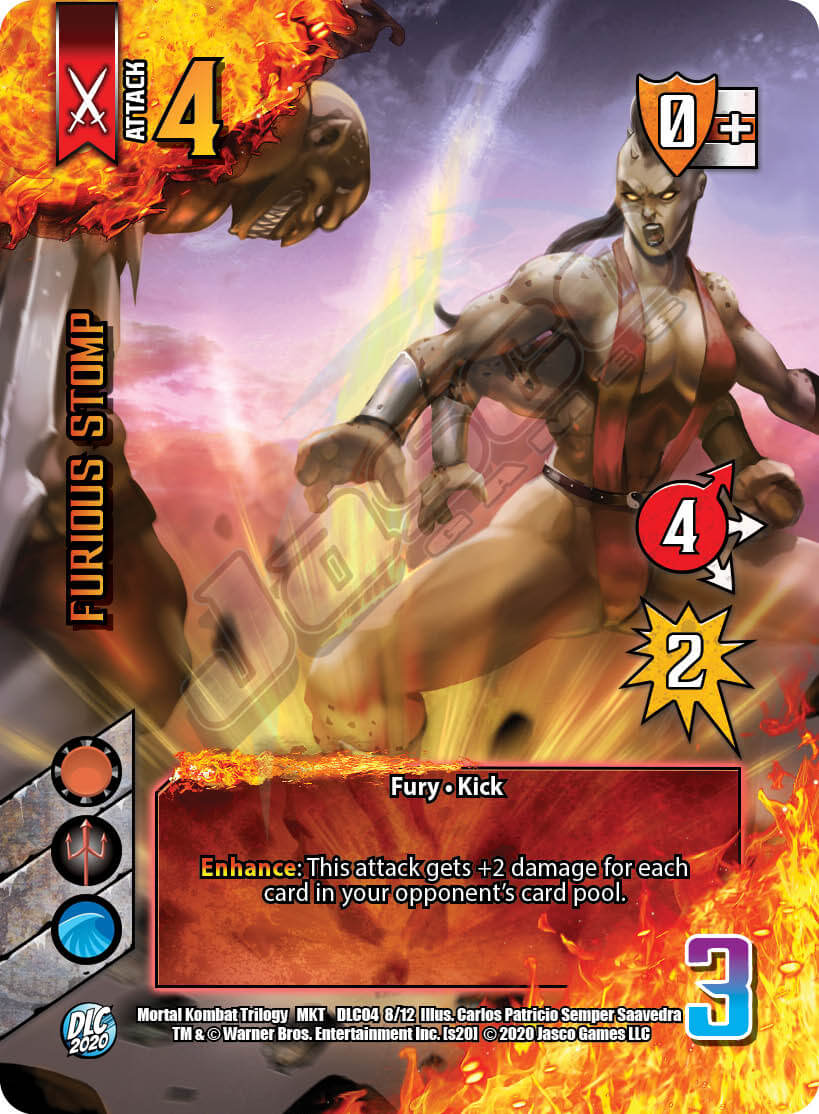 ATTACK
4
0
+
FURIOUS STOMP
4
2
Fury • Kick
Enhance: This attack gets +2 damage for each
card in your opponent's card pool.
3
DLC
2020
Mortal Kombat Trilogy MKT DLC04 8/12 Illus. Carlos Patricio Semper Saavedra
TM & © Warner Bros. Entertainment Inc. [s20] © 2020 Jasco Games LLC
JASCO
GAMES